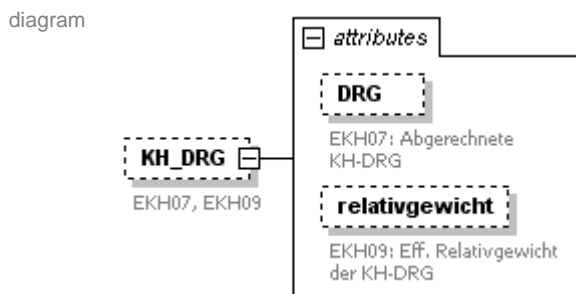 diagram
attributes
DRG
EKH07: Abgerechnete
KH-DRG
KH_DRG
EKH07, EKH09
relativgewicht
EKH09: Eff. Relativgewicht
der KH-DRG